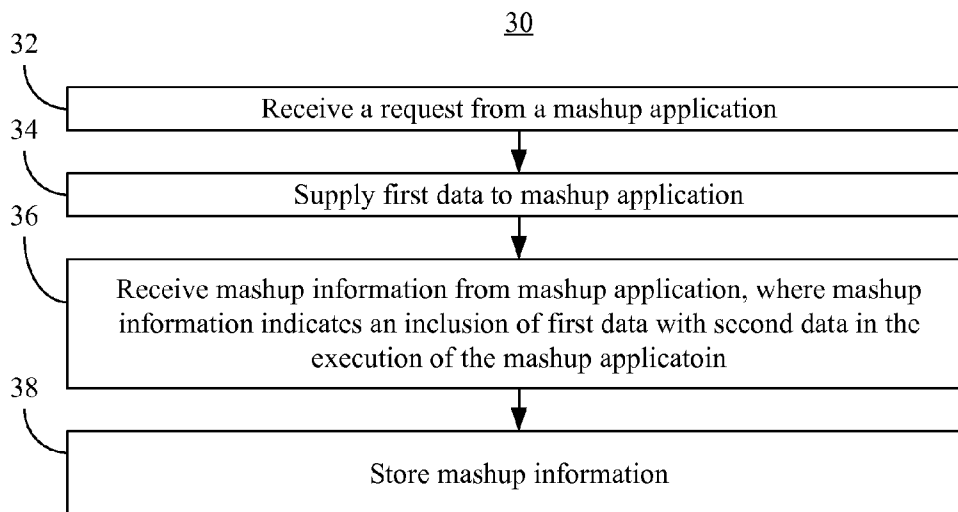 30
32
Receive a request from a mashup application
34
Supply first data to mashup application
36
Receive mashup information from mashup application, where mashup
information indicates an inclusion of first data with second data in the
execution of the mashup applicatoin
38
Store mashup information